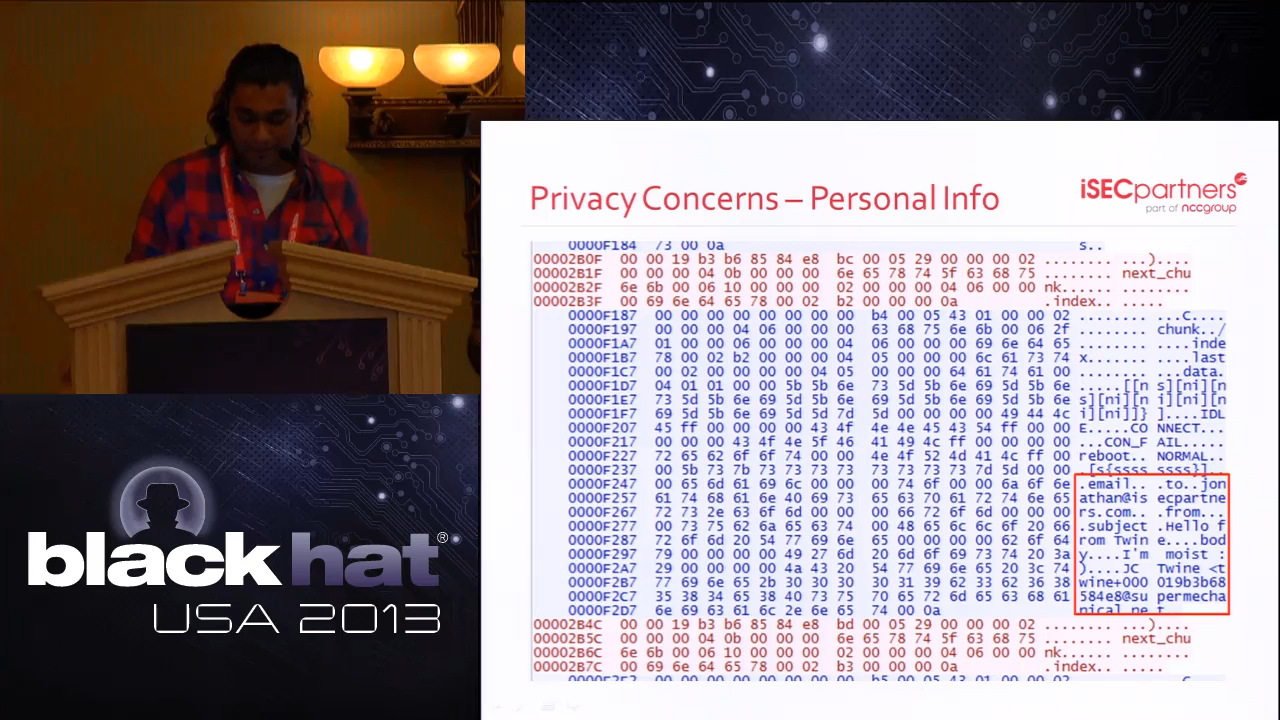 Privacy Concerns – Personal Info
iSECpartners
part of nccgroup
0000F184 73 00 0a s..
00002B0F 00 00 19 b3 b6 85 84 e8 bc 00 05 29 00 00 00 02 ........ ...)....
00002B1F 00 00 00 04 0b 00 00 00 6e 65 78 74 5f 63 68 75 ........ next_chu
00002B2F 6e 6b 00 06 10 00 00 00 02 00 00 00 04 06 00 00 nk...... ........
00002B3F 00 69 6e 64 65 78 00 02 b2 00 00 00 0a .index.. .....
0000F187 00 00 00 00 00 00 00 00 b4 00 05 43 01 00 00 02 ........ ...C....
0000F197 00 00 00 04 06 00 00 00 63 68 75 6e 6b 00 06 2f ........ chunk../
0000F1A7 01 00 00 06 00 00 00 04 06 00 00 00 69 6e 64 65 ........ ....inde
0000F1B7 78 00 02 b2 00 00 00 04 05 00 00 00 6c 61 73 74 x....... ....last
0000F1C7 00 02 00 00 00 04 05 00 00 00 64 61 74 61 00 ........ ..data.
0000F1D7 04 01 01 00 00 5b 5b 6e 73 5d 5b 6e 69 5d 5b 6e .....[[n s][ni][n
0000F1E7 73 5d 5b 6e 69 5d 5b 6e 69 5d 5b 6e 69 5d 5b 6e s][ni][n i][ni][n
0000F1F7 69 5d 5b 6e 69 5d 5d 7d 5d 00 00 00 00 49 44 4c i][ni]]} ]....IDL
0000F207 45 ff 00 00 00 00 43 4f 4e 4e 45 43 54 ff 00 00 E.....CO NNECT...
0000F217 00 00 00 43 4f 4e 5f 46 41 49 4c ff 00 00 00 00 ...CON_F AIL.....
0000F227 72 65 62 6f 6f 74 00 00 4e 4f 52 4d 41 4c ff 00 reboot.. NORMAL..
0000F237 00 5b 73 7b 73 73 73 73 73 73 73 73 7d 5d 00 00 .[s{ssss ssss}]..
0000F247 00 65 6d 61 69 6c 00 00 00 74 6f 00 00 6a 6f 6e .email.. .to..jon
0000F257 61 74 68 61 6e 40 69 73 65 63 70 61 72 74 6e 65 athan@is ecpartne
0000F267 72 73 2e 63 6f 6d 00 00 00 66 72 6f 6d 00 00 00 rs.com.. .from...
0000F277 00 73 75 62 6a 65 63 74 00 48 65 6c 6c 6f 20 66 .subject .Hello f
0000F287 72 6f 6d 20 54 77 69 6e 65 00 00 00 00 62 6f 64 rom Twin e....bod
0000F297 79 00 00 00 00 49 27 6d 20 6d 6f 69 73 74 20 3a y....I'm moist :
0000F2A7 29 00 00 00 00 4a 43 20 54 77 69 6e 65 20 3c 74 )....JC Twine <t
0000F2B7 77 69 6e 65 2b 30 30 30 30 31 39 62 33 62 36 38 wine+000 019b3b68
0000F2C7 35 38 34 65 38 40 73 75 70 65 72 6d 65 63 68 61 584e8@su permecha
0000F2D7 6e 69 63 61 6c 2e 6e 65 74 00 0a nical.ne t
00002B4C 00 00 19 b3 b6 85 84 e8 bd 00 05 29 00 00 00 02 ........ ...)....
00002B5C 00 00 00 04 0b 00 00 00 6e 65 78 74 5f 63 68 75 ........ next_chu
00002B6C 6e 6b 00 06 10 00 00 00 02 00 00 00 04 06 00 00 nk...... ........
00002B7C 00 69 6e 64 65 78 00 02 b3 00 00 00 0a .index.. .....
0000F2E2 00 00 00 00 00 00 00 00 b5 00 05 43 01 00 00 02
black hat®
USA 2013